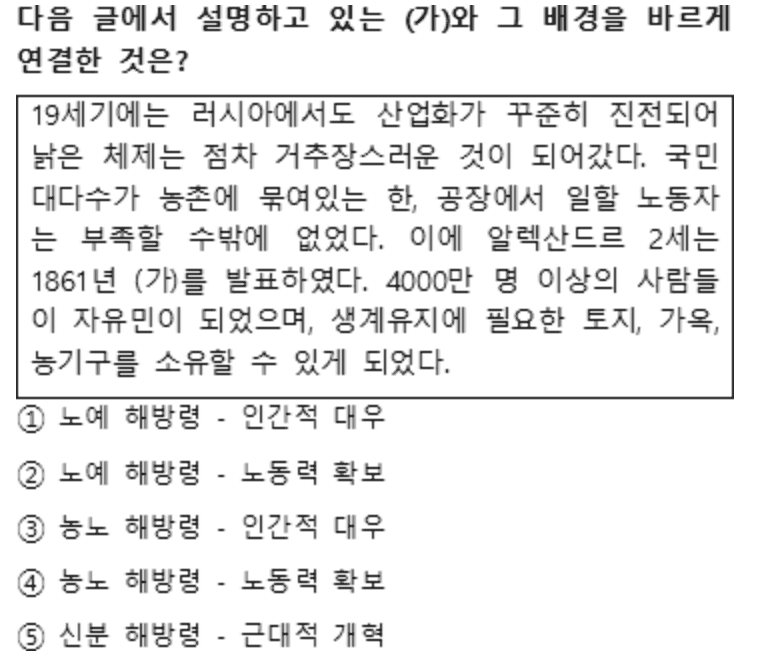 다음 글에서 설명하고 있는 (가)와 그 배경을 바르게
연결한 것은?
19세기에는 러시아에서도 산업화가 꾸준히 진전되어
낡은 체제는 점차 거추장스러운 것이 되어갔다. 국민
대다수가 농촌에 묶여있는 한, 공장에서 일할 노동자
는 부족할 수밖에 없었다. 이에 알렉산드르 2세는
1861년 (가)를 발표하였다. 4000만 명 이상의 사람들
이 자유민이 되었으며, 생계유지에 필요한 토지, 가옥,
농기구를 소유할 수 있게 되었다.
① 노예 해방령 - 인간적 대우
② 노예 해방령 - 노동력 확보
③ 농노 해방령 - 인간적 대우
④ 농노 해방령 - 노동력 확보
⑤ 신분 해방령 - 근대적 개혁